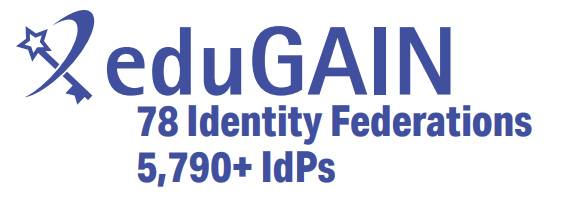 eduGAIN
78 Identity Federations
5,790+ IdPs